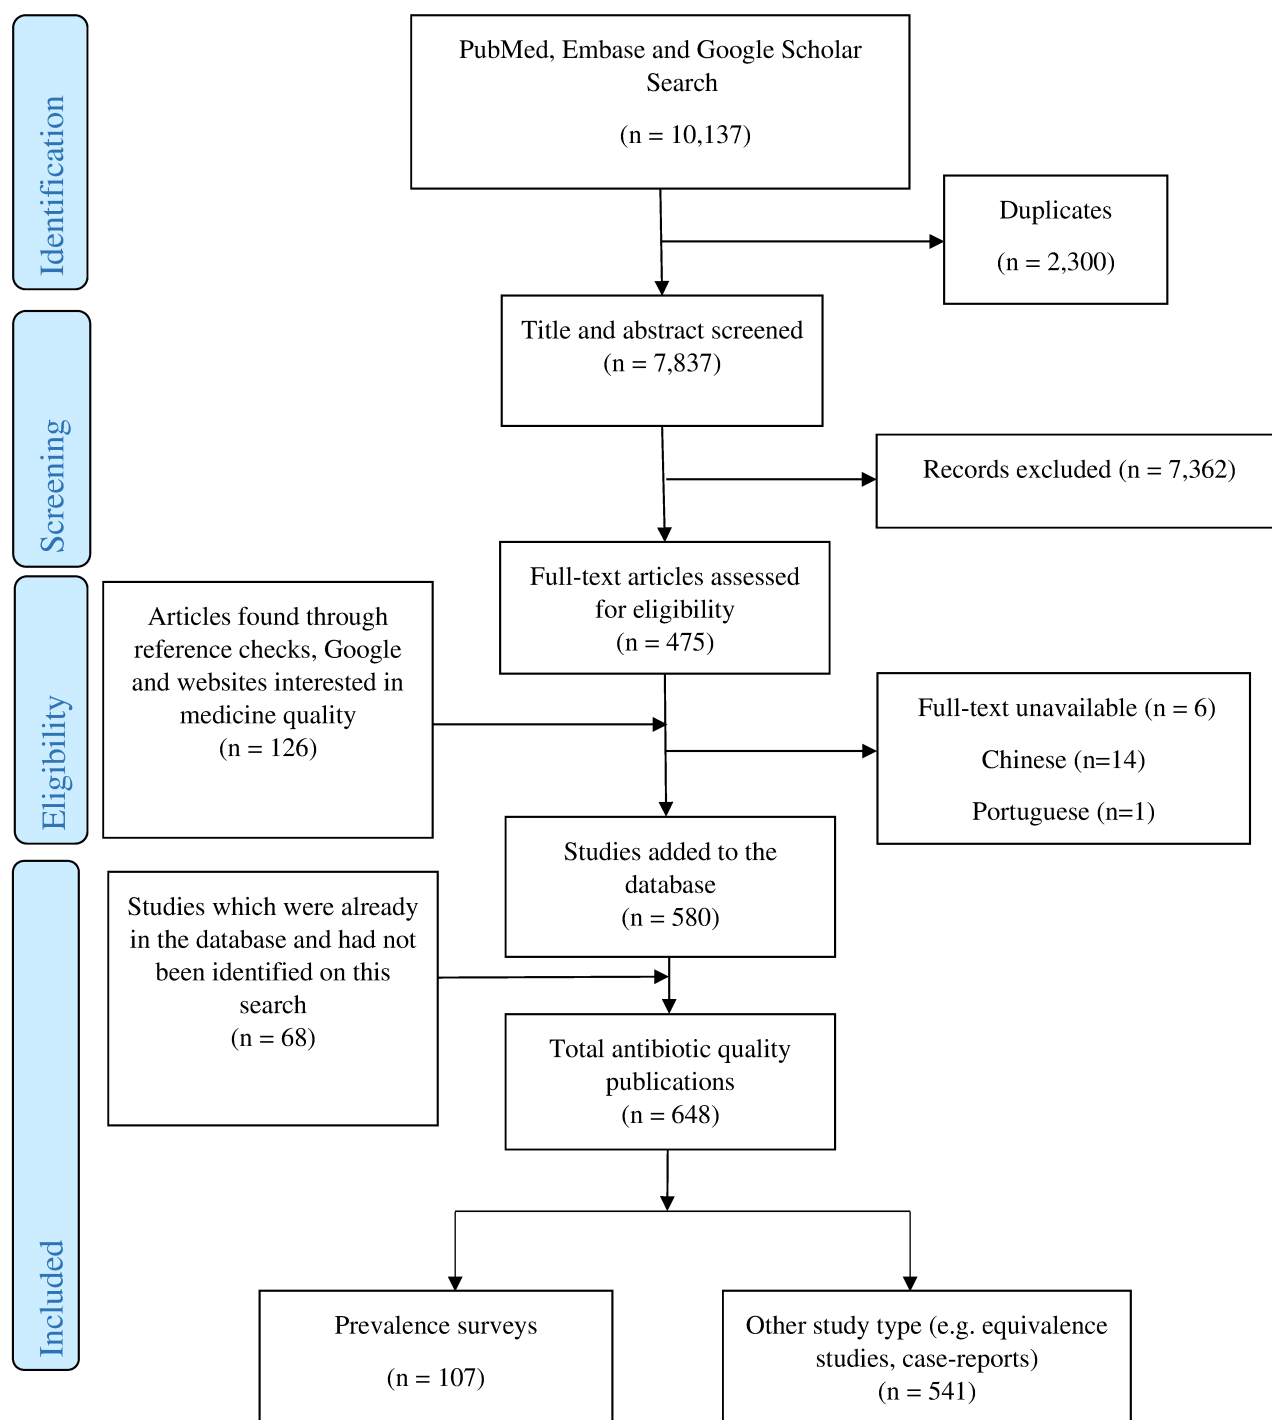 Identification
PubMed, Embase and Google Scholar
Search
(n = 10,137)
Duplicates
(n = 2,300)
Screening
Title and abstract screened
(n = 7,837)
Records excluded (n = 7,362)
Eligibility
Full-text articles assessed
for eligibility
(n = 475)
Articles found through
reference checks, Google
and websites interested in
medicine quality
(n = 126)
Full-text unavailable (n = 6)
Chinese (n=14)
Portuguese (n=1)
Included
Studies added to the
database
(n = 580)
Studies which were already
in the database and had not
been identified on this
search
(n = 68)
Total antibiotic quality
publications
(n = 648)
Prevalence surveys
(n = 107)
Other study type (e.g. equivalence
studies, case-reports)
(n = 541)